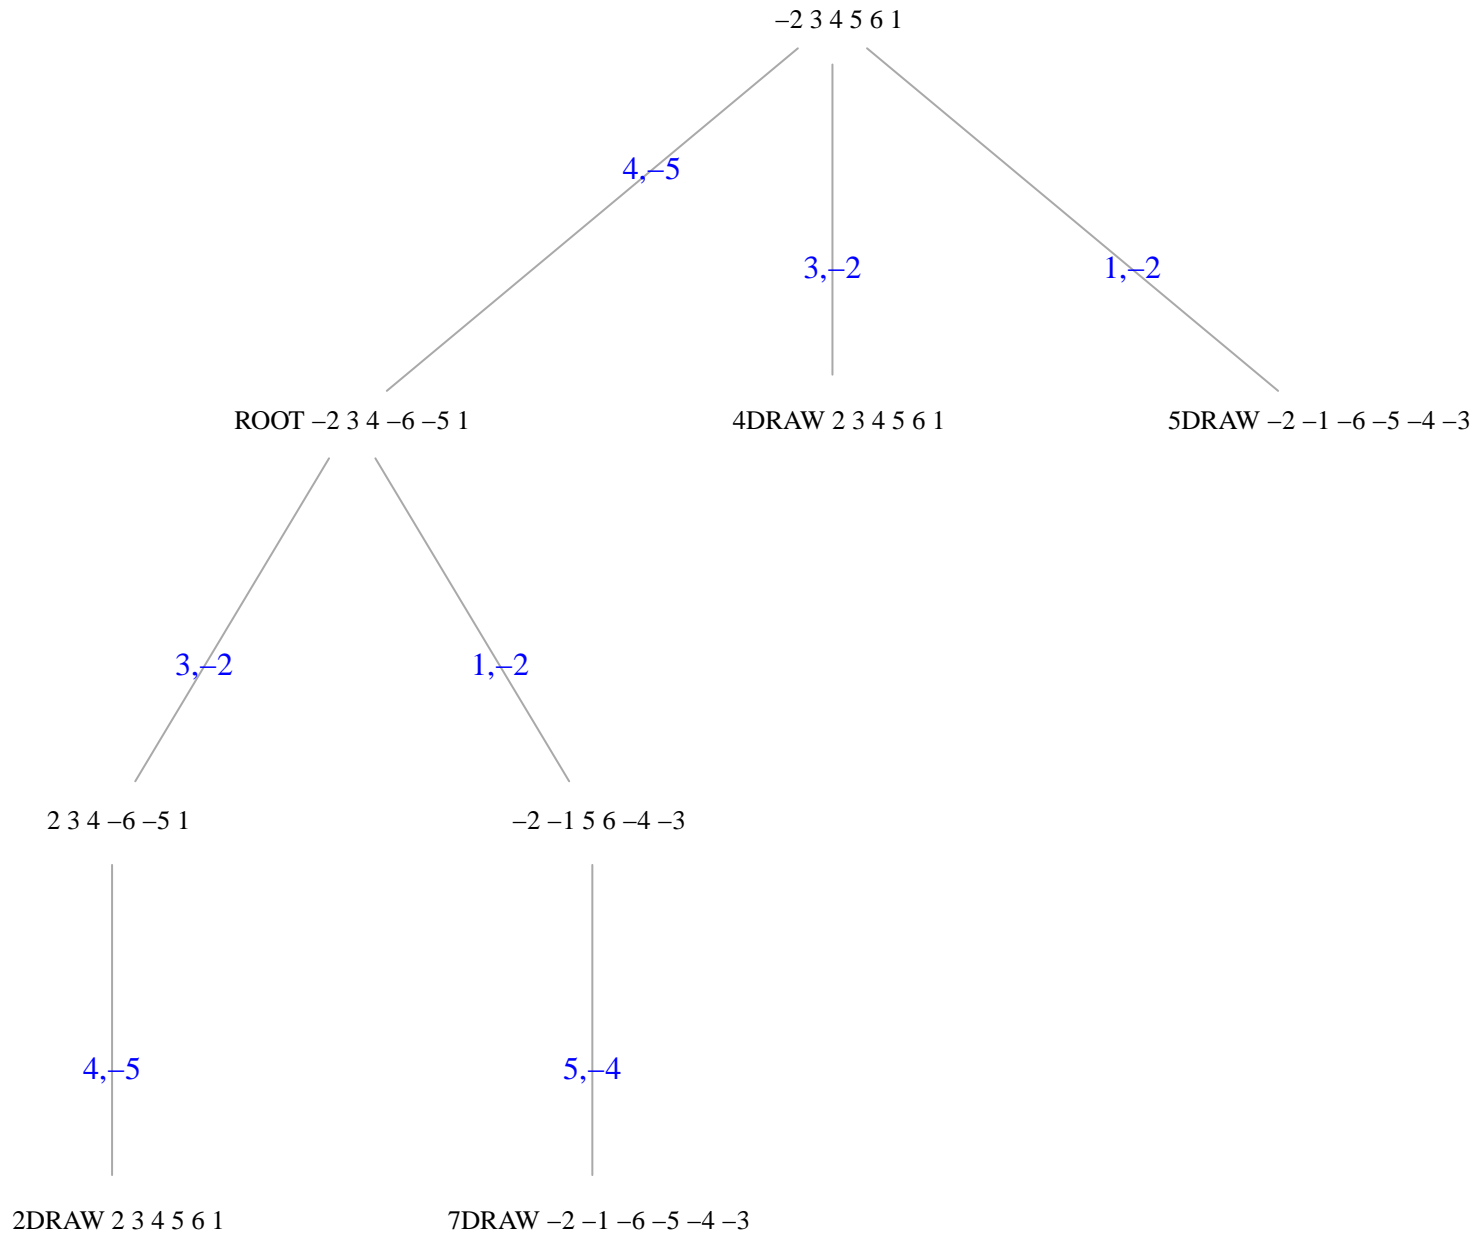 –2 3 4 5 6 1
4,–5
3,–2
1,–2
ROOT –2 3 4 –6 –5 1
4DRAW 2 3 4 5 6 1
5DRAW –2 –1 –6 –5 –4 –3
3,–2
1,–2
2 3 4 –6 –5 1
–2 –1 5 6 –4 –3
4,–5
5,–4
2DRAW 2 3 4 5 6 1
7DRAW –2 –1 –6 –5 –4 –3